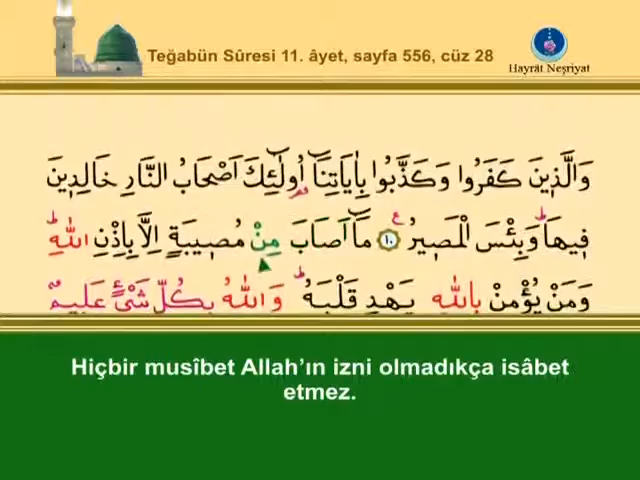 Teğabün Sûresi 11. âyet, sayfa 556, cüz 28
Hayrât Neşriyat
وَالَّذ۪ينَ كَفَرُوا وَكَذَّبُوا بِاٰيَاتِنَٓا اُو۬لٰٓئِكَ اَصْحَابُ النَّارِ خَالِد۪ينَ
ف۪يهَاۜ وَبِئْسَ الْمَص۪يرُ ۟ ﴿١٠﴾ مَٓا اَصَابَ مِنْ مُص۪يبَةٍ اِلَّا بِاِذْنِ اللّٰهِۜ
وَمَنْ يُؤْمِنْ بِاللّٰهِ يَهْدِ قَلْبَهُۜ وَاللّٰهُ بِكُلِّ شَيْءٍ عَل۪يمٌ
Hiçbir musîbet Allah’ın izni olmadıkça isâbet
etmez.